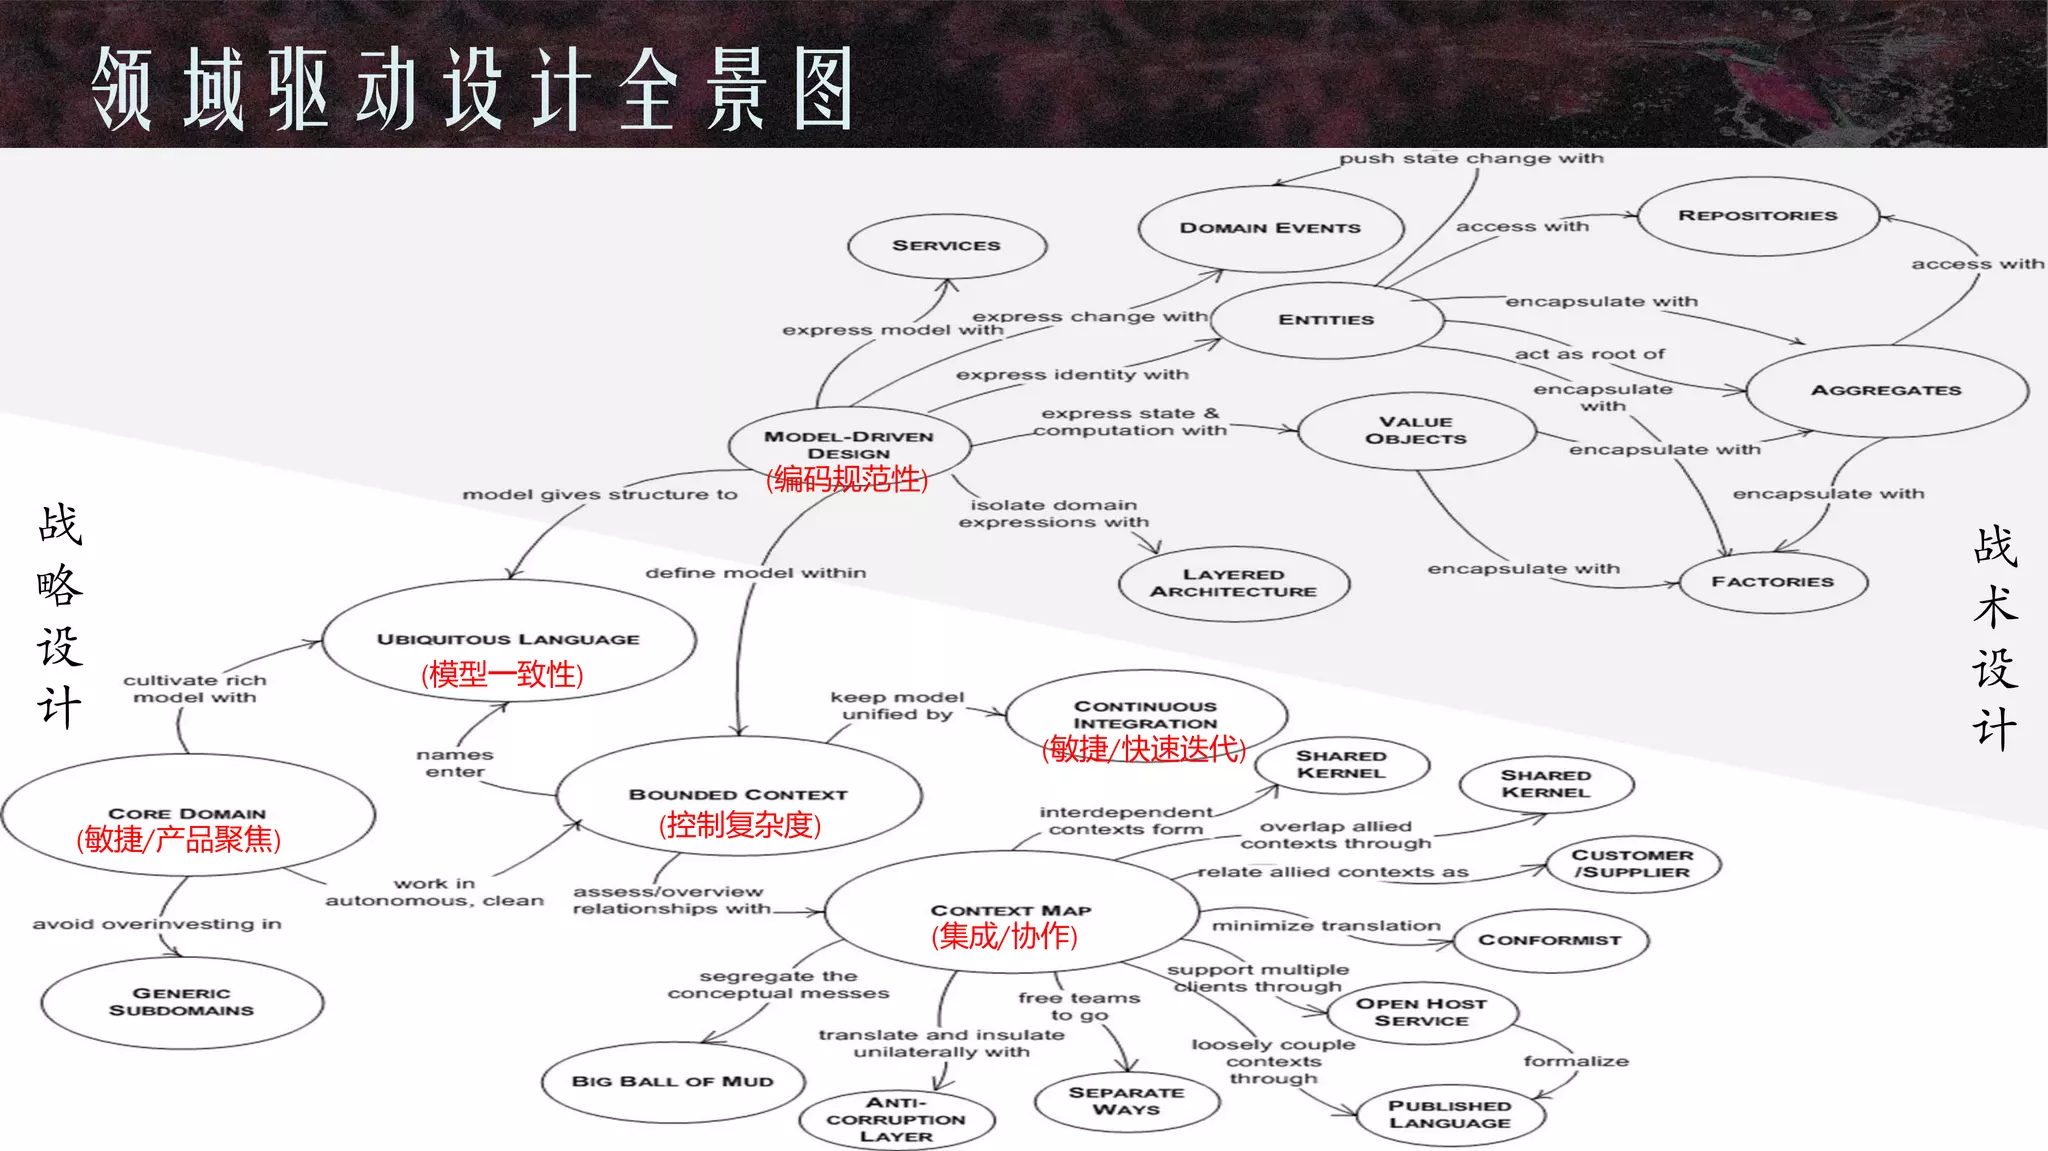 领域驱动设计全景图
push state change with
SERVICES
DOMAIN EVENTS
access with
REPOSITORIES
access with
express model with
express change with
ENTITIES
encapsulate with
act as root of
express identity with
encapsulate
with
AGGREGATES
express state &
computation with
VALUE
OBJECTS
encapsulate with
MODEL-DRIVEN
DESIGN
(编码规范性)
model gives structure to
isolate domain
expressions with
encapsulate with
战略设计
战术设计
define model within
LAYERED
ARCHITECTURE
encapsulate with
FACTORIES
UBIQUITOUS LANGUAGE
(模型一致性)
cultivate rich
model with
keep model
unified by
CONTINUOUS
INTEGRATION
(敏捷/快速迭代)
names
enter
SHARED
KERNEL
SHARED
KERNEL
CORE DOMAIN
(敏捷/产品聚焦)
BOUNDED CONTEXT
(控制复杂度)
interdependent
contexts form
overlap allied
contexts through
CUSTOMER
/SUPPLIER
relate allied contexts as
work in
autonomous, clean
assess/overview
relationships with
CONTEXT MAP
(集成/协作)
minimize translation
CONFORMIST
avoid overinvesting in
GENERIC
SUBDOMAINS
segregate the
conceptual messes
free teams
to go
support multiple
clients through
OPEN HOST
SERVICE
translate and insulate
unilaterally with
loosely couple
contexts
through
formalize
BIG BALL OF MUD
ANTI-
CORRUPTION
LAYER
SEPARATE
WAYS
PUBLISHED
LANGUAGE